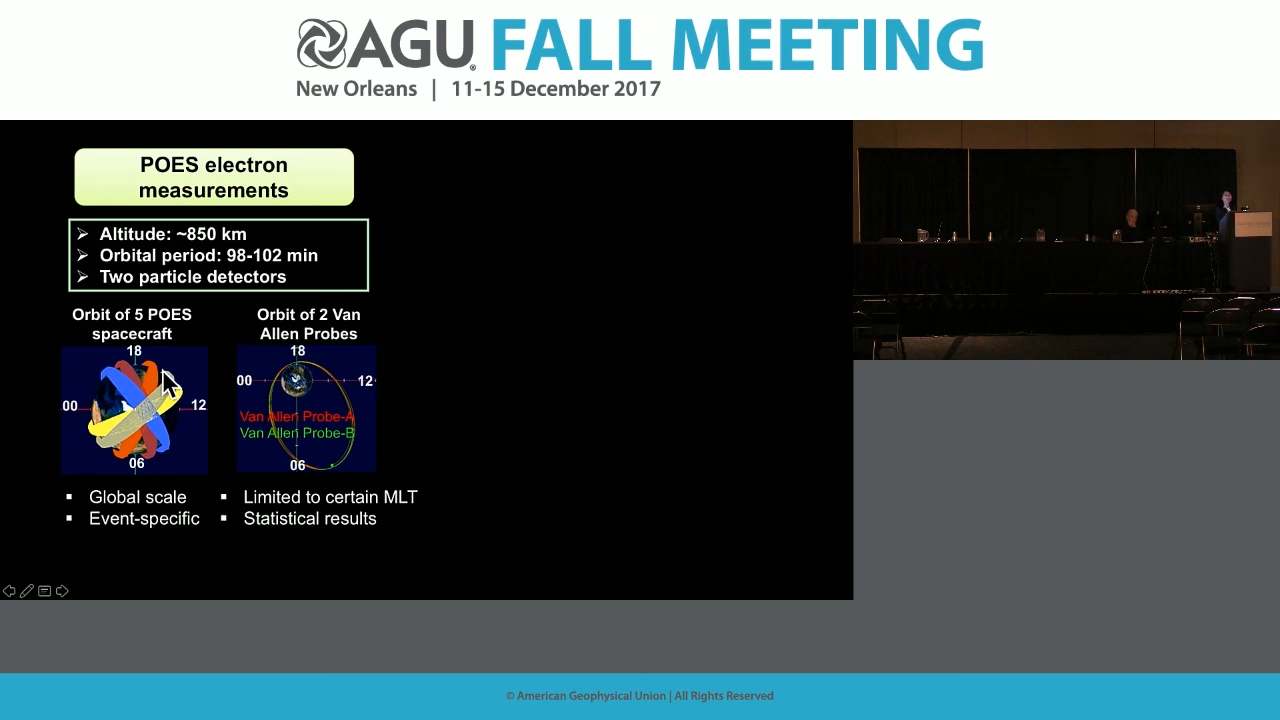 AGU FALL MEETING
New Orleans | 11-15 December 2017
POES electron
measurements
➢ Altitude: ~850 km
➢ Orbital period: 98-102 min
➢ Two particle detectors
Orbit of 5 POES
spacecraft
18
00
12
06
Orbit of 2 Van
Allen Probes
18
00
12
Van Allen Probe-A
Van Allen Probe-B
06
▪ Global scale
▪ Event-specific
▪ Limited to certain MLT
▪ Statistical results
© American Geophysical Union | All Rights Reserved